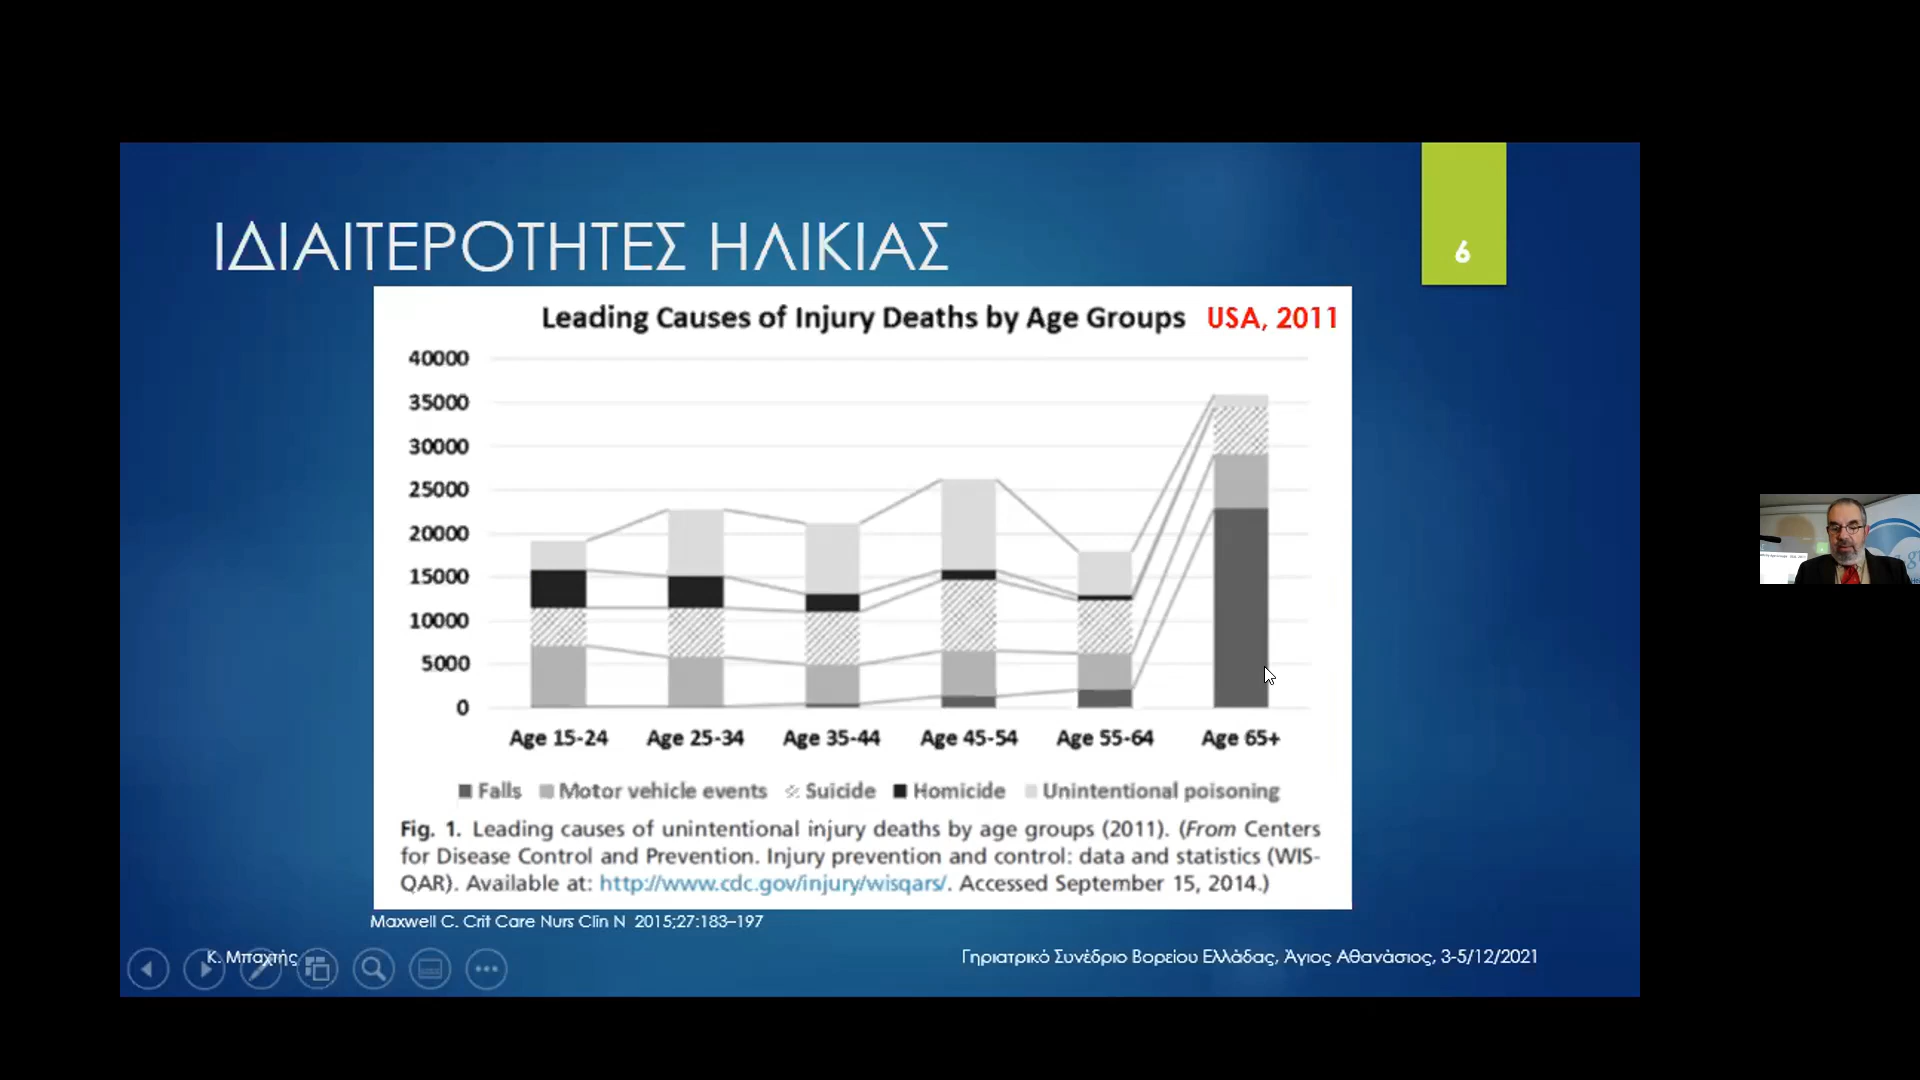 ΙΔΙΑΙΤΕΡΟΤΗΤΕΣ ΗΛΙΚΙΑΣ
6
Leading Causes of Injury Deaths by Age Groups USA, 2011
40000
35000
30000
25000
20000
15000
10000
5000
0
Age 15-24 Age 25-34 Age 35-44 Age 45-54 Age 55-64 Age 65+
Falls Motor vehicle events Suicide Homicide Unintentional poisoning
Fig. 1. Leading causes of unintentional injury deaths by age groups (2011). (From Centers
for Disease Control and Prevention. Injury prevention and control: data and statistics (WIS-
QAR). Available at: http://www.cdc.gov/injury/wisqars/. Accessed September 15, 2014.)
Maxwell C. Crit Care Nurs Clin N 2015;27:183–197
Κ. Μπαχτής
Γηριατρικό Συνέδριο Βορείου Ελλάδας, Άγιος Αθανάσιος, 3-5/12/2021